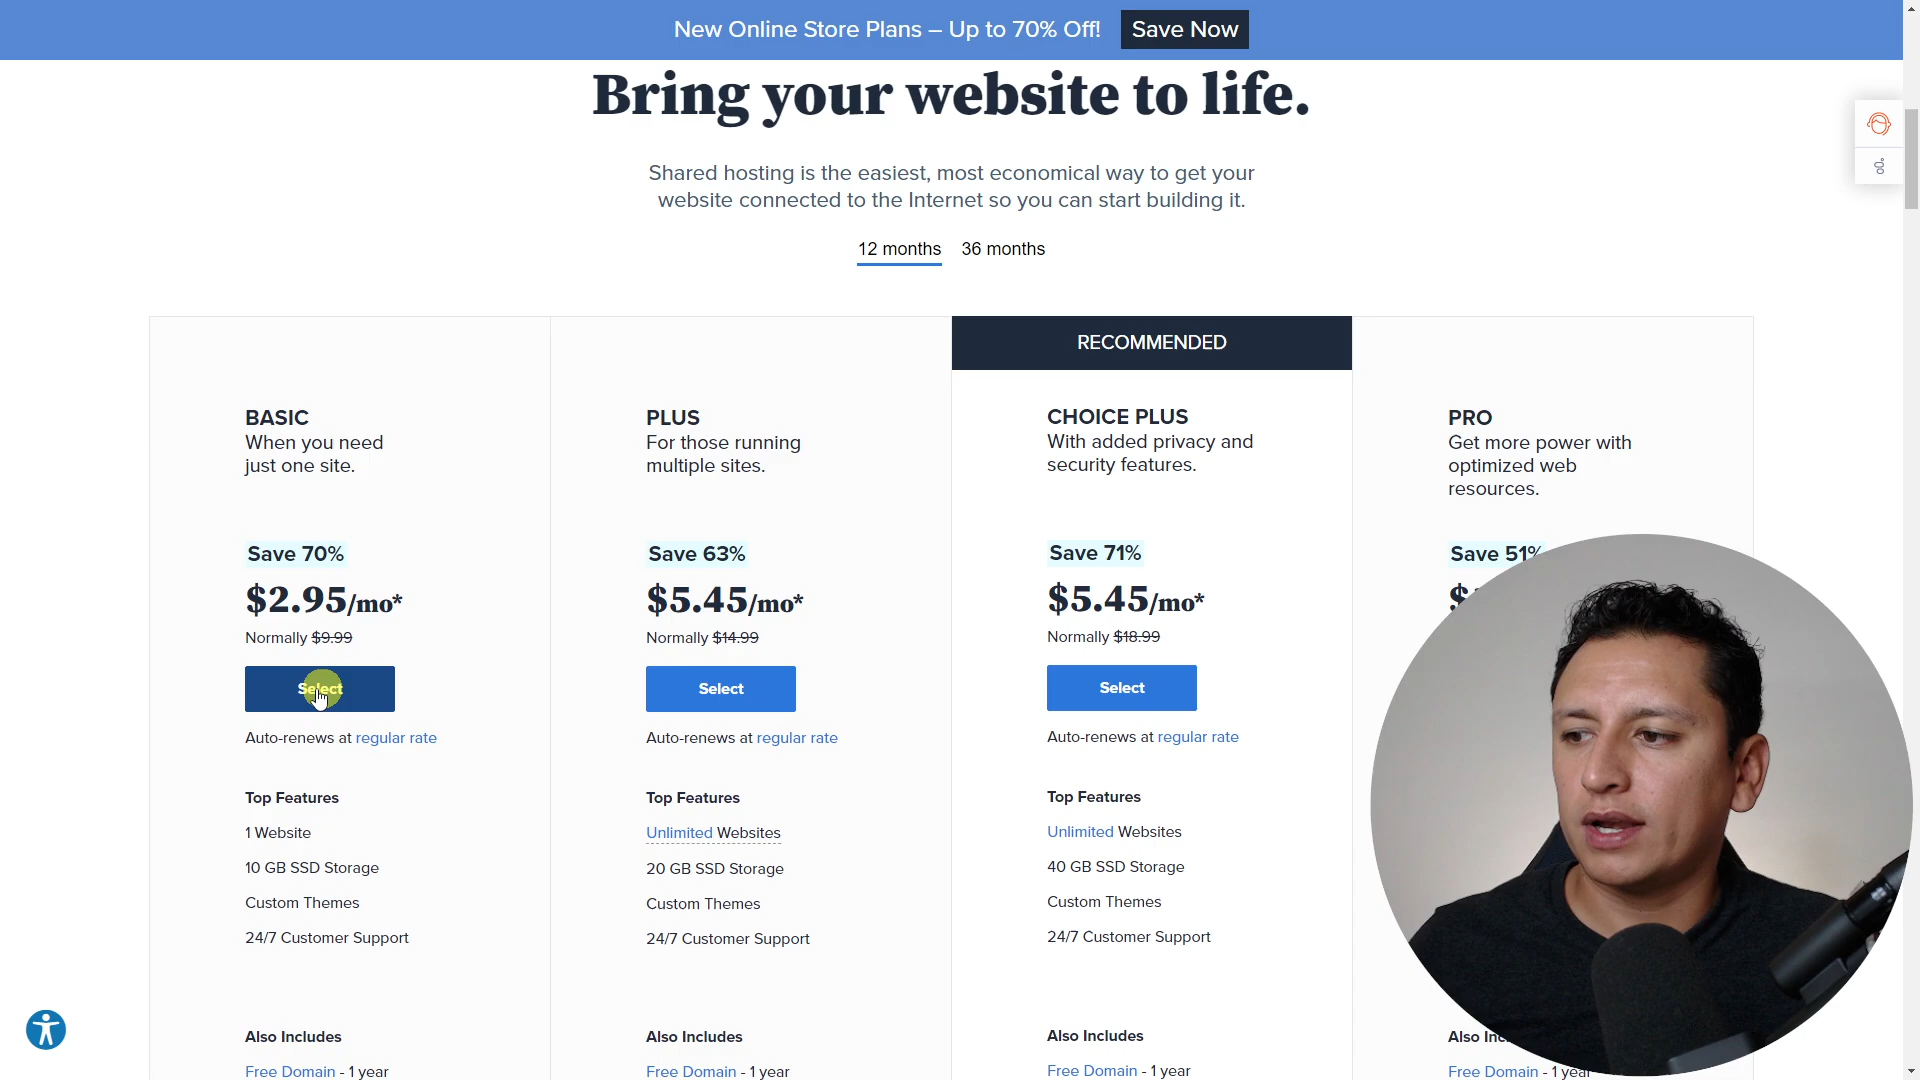 New Online Store Plans – Up to 70% Off!
Save Now
Bring your website to life.
Shared hosting is the easiest, most economical way to get your
website connected to the Internet so you can start building it.
12 months
36 months
BASIC
When you need
just one site.
Save 70%
$2.95/mo*
Normally $9.99
Select
Auto-renews at regular rate
Top Features
1 Website
10 GB SSD Storage
Custom Themes
24/7 Customer Support
Also Includes
Free Domain - 1 year
PLUS
For those running
multiple sites.
Save 63%
$5.45/mo*
Normally $14.99
Select
Auto-renews at regular rate
Top Features
Unlimited Websites
20 GB SSD Storage
Custom Themes
24/7 Customer Support
Also Includes
Free Domain - 1 year
RECOMMENDED
CHOICE PLUS
With added privacy and
security features.
Save 71%
$5.45/mo*
Normally $18.99
Select
Auto-renews at regular rate
Top Features
Unlimited Websites
40 GB SSD Storage
Custom Themes
24/7 Customer Support
Also Includes
Free Domain - 1 year
PRO
Get more power with
optimized web
resources.
Save 51%
$
Also
Free Domain - 1 year